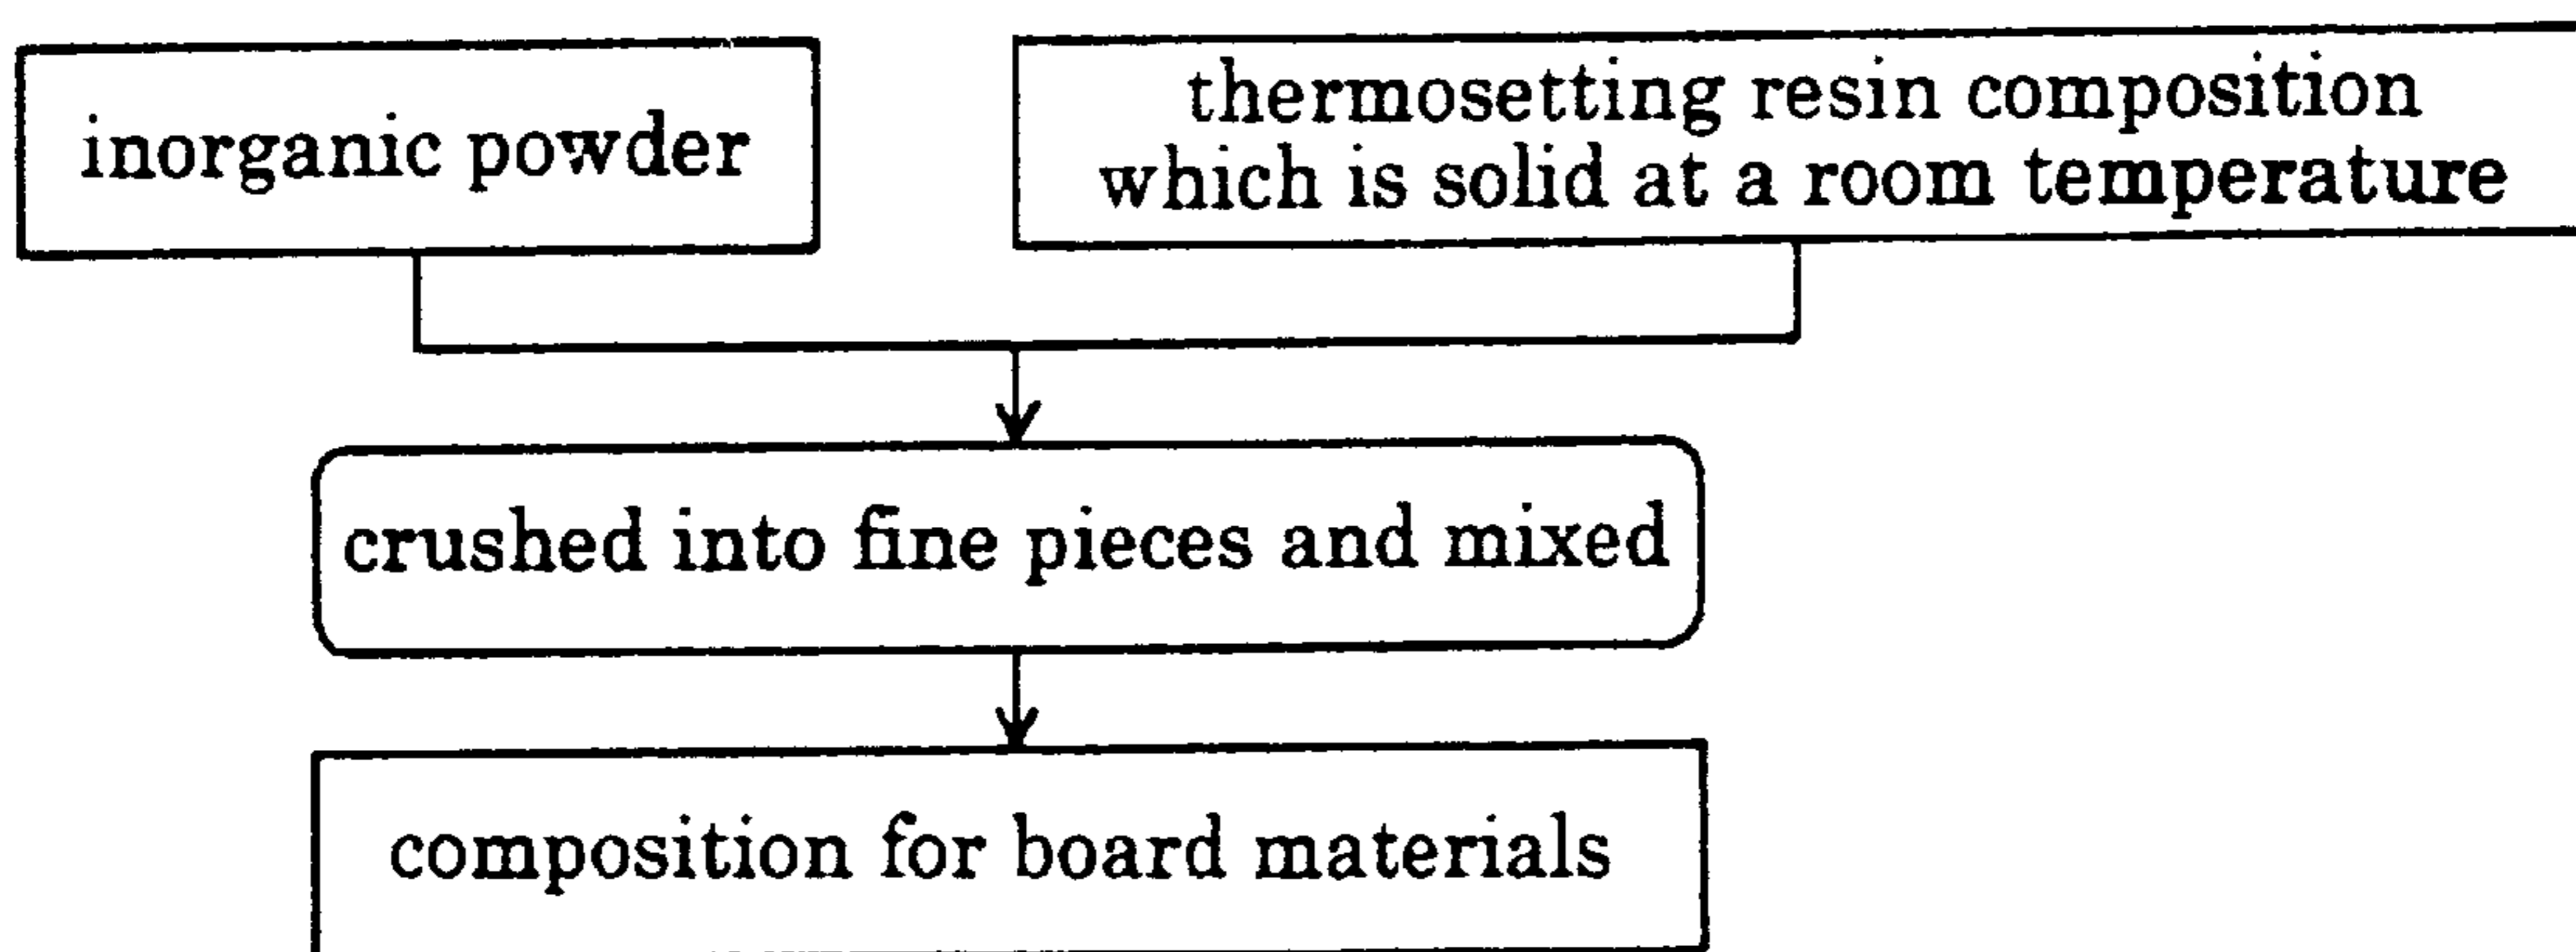 inorganic powder
thermosetting resin composition
which is solid at a room temperature
crushed into fine pieces and mixed
composition for board materials